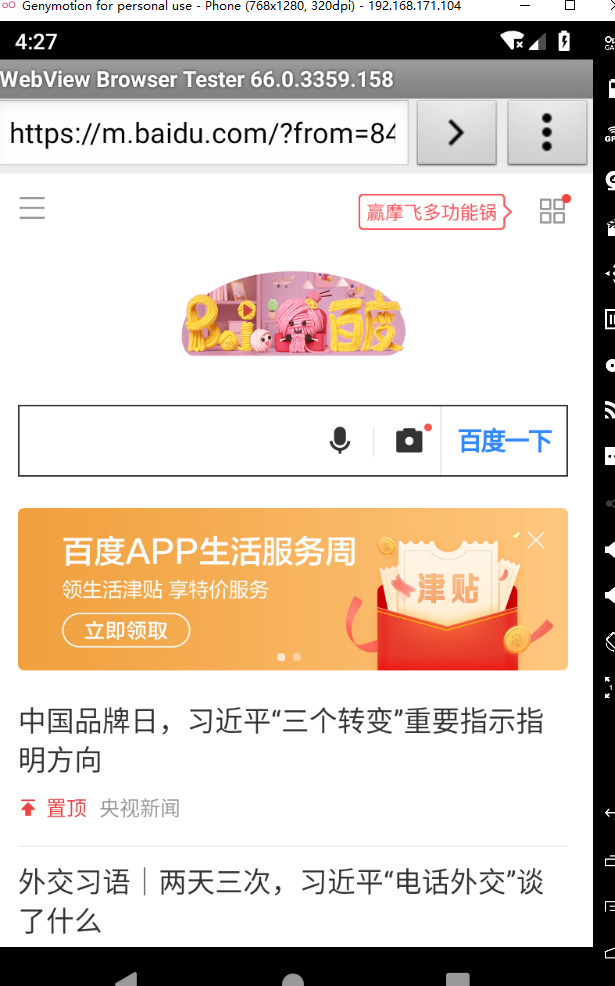 Genymotion for personal use - Phone (768x1280, 320dpi) - 192.168.171.104
4:27
WebView Browser Tester 66.0.3359.158
https://m.baidu.com/?from=84
赢摩飞多功能锅
Bai百度
百度一下
百度APP生活服务周
领生活津贴 享特价服务
津贴
立即领取
中国品牌日，习近平“三个转变”重要指示指
明方向
置顶 央视新闻
外交习语｜两天三次，习近平“电话外交”谈
了什么